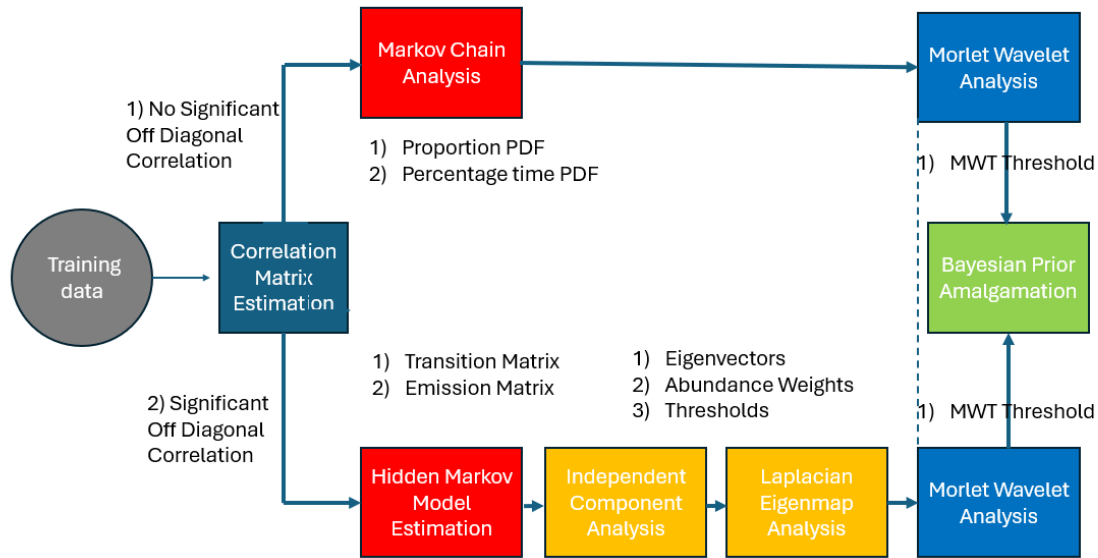 Markov Chain
Analysis
Morlet Wavelet
Analysis
1) No Significant
Off Diagonal
Correlation
1) Proportion PDF
2) Percentage time PDF
1) MWT Threshold
Training
data
Correlation
Matrix
Estimation
Bayesian Prior
Amalgamation
1) Transition Matrix
2) Emission Matrix
1) Eigenvectors
2) Abundance Weights
3) Thresholds
2) Significant
Off Diagonal
Correlation
1) MWT Threshold
Hidden Markov
Model
Estimation
Independent
Component
Analysis
Laplacian
Eigenmap
Analysis
Morlet Wavelet
Analysis